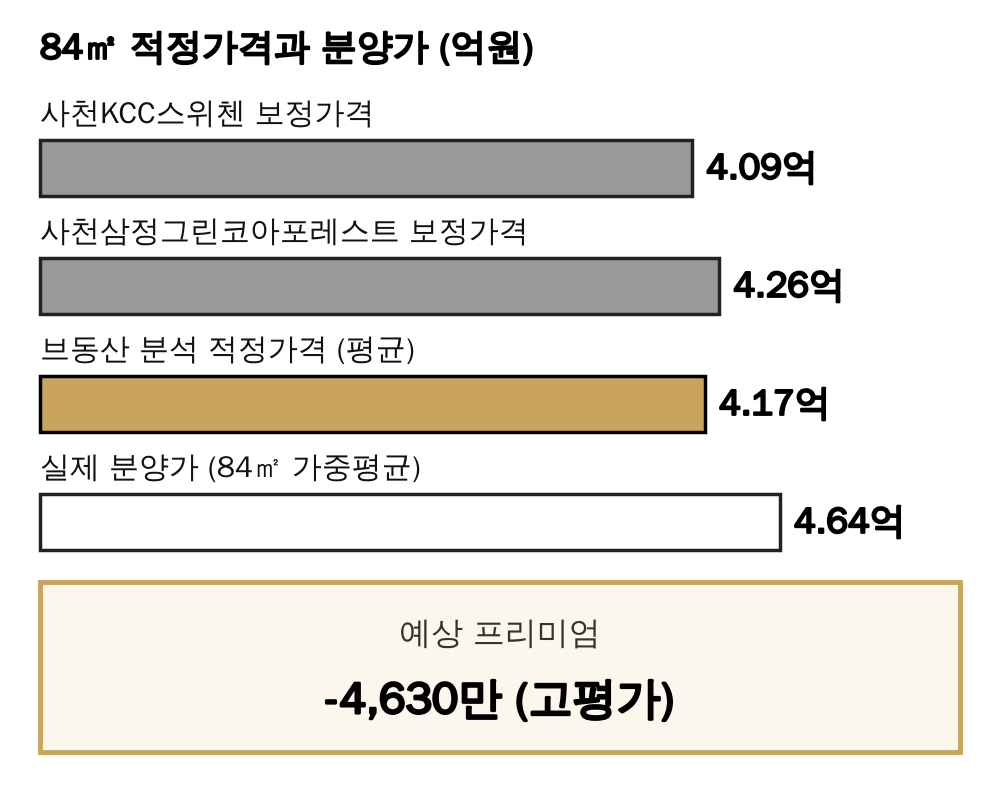 84㎡ 적정가격과 분양가 (억원)
사천KCC스위첸 보정가격
4.09억
사천삼정그린코아포레스트 보정가격
4.26억
브동산 분석 적정가격 (평균)
4.17억
실제 분양가 (84㎡ 가중평균)
4.64억
예상 프리미엄
-4,630만 (고평가)